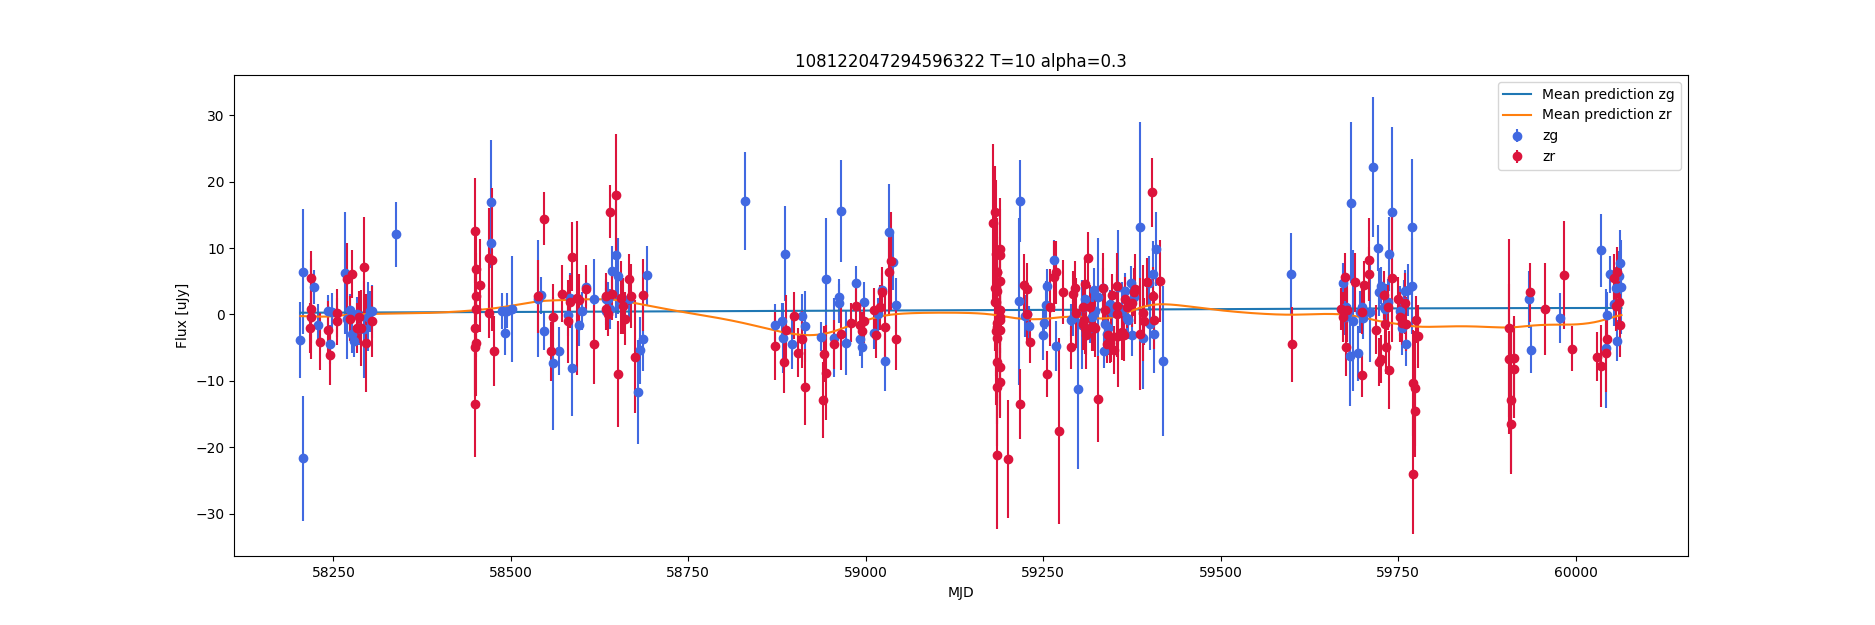 108122047294596322 T=10 alpha=0.3
Mean prediction zg
Mean prediction zr
zg
zr
Flux [uJy]
30
20
10
0
−10
−20
−30
58250 58500 58750 59000 59250 59500 59750 60000
MJD